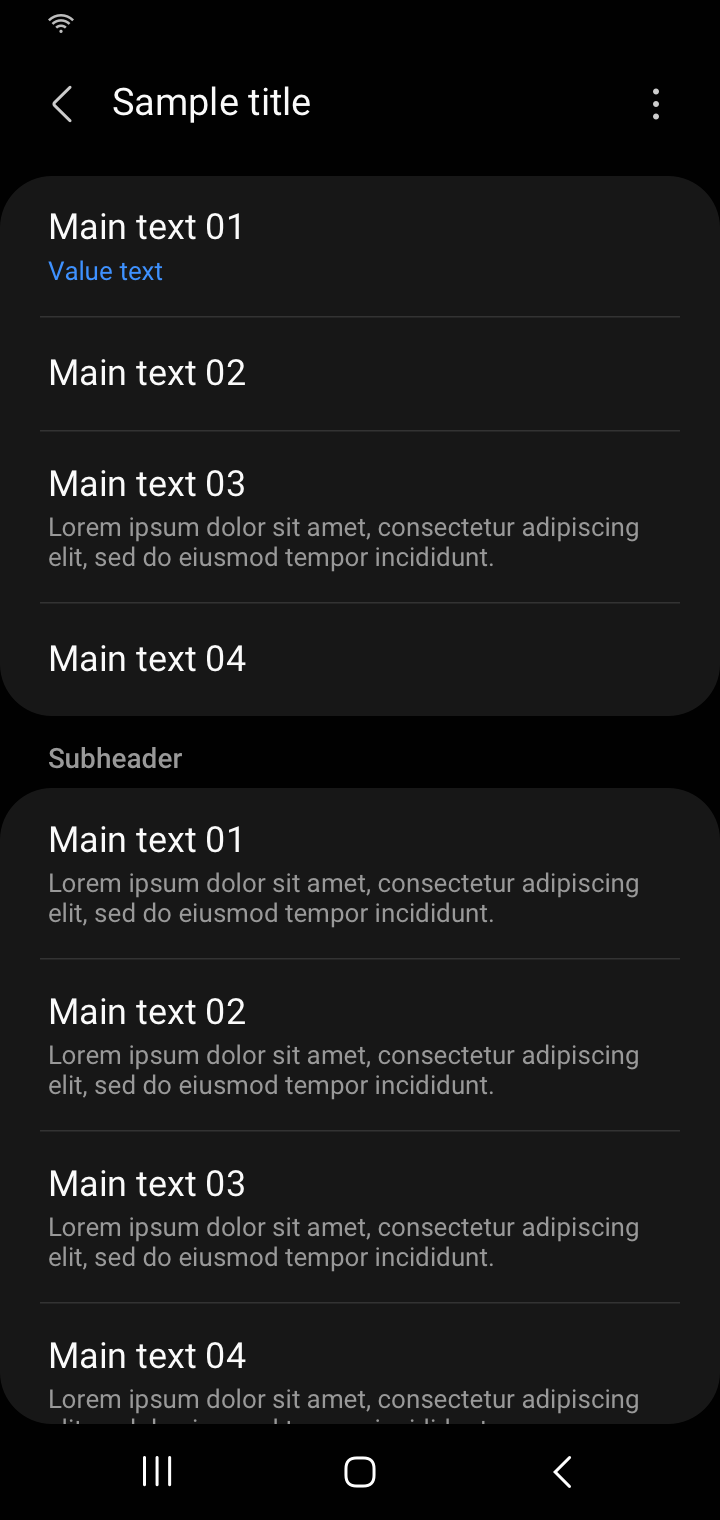 Sample title
Main text 01
Value text
Main text 02
Main text 03
Lorem ipsum dolor sit amet, consectetur adipiscing
elit, sed do eiusmod tempor incididunt.
Main text 04
Subheader
Main text 01
Lorem ipsum dolor sit amet, consectetur adipiscing
elit, sed do eiusmod tempor incididunt.
Main text 02
Lorem ipsum dolor sit amet, consectetur adipiscing
elit, sed do eiusmod tempor incididunt.
Main text 03
Lorem ipsum dolor sit amet, consectetur adipiscing
elit, sed do eiusmod tempor incididunt.
Main text 04
Lorem ipsum dolor sit amet, consectetur adipiscing